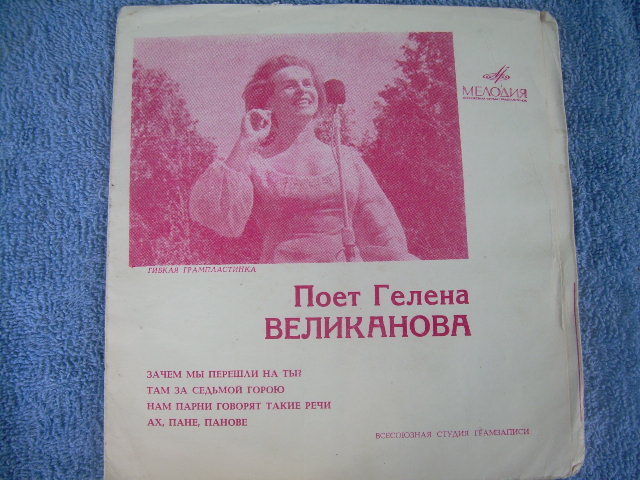 МЕЛОДИЯ
ГИБКАЯ ГРАМПЛАСТИНКА
Поет Гелена
ВЕЛИКАНОВА
ЗАЧЕМ МЫ ПЕРЕШЛИ НА ТЫ?
ТАМ ЗА СЕДЬМОЙ ГОРОЮ
НАМ ПАРНИ ГОВОРЯТ ТАКИЕ РЕЧИ
АХ, ПАНЕ, ПАНОВЕ
ВСЕСОЮЗНАЯ СТУДИЯ ГРАМЗАПИСИ